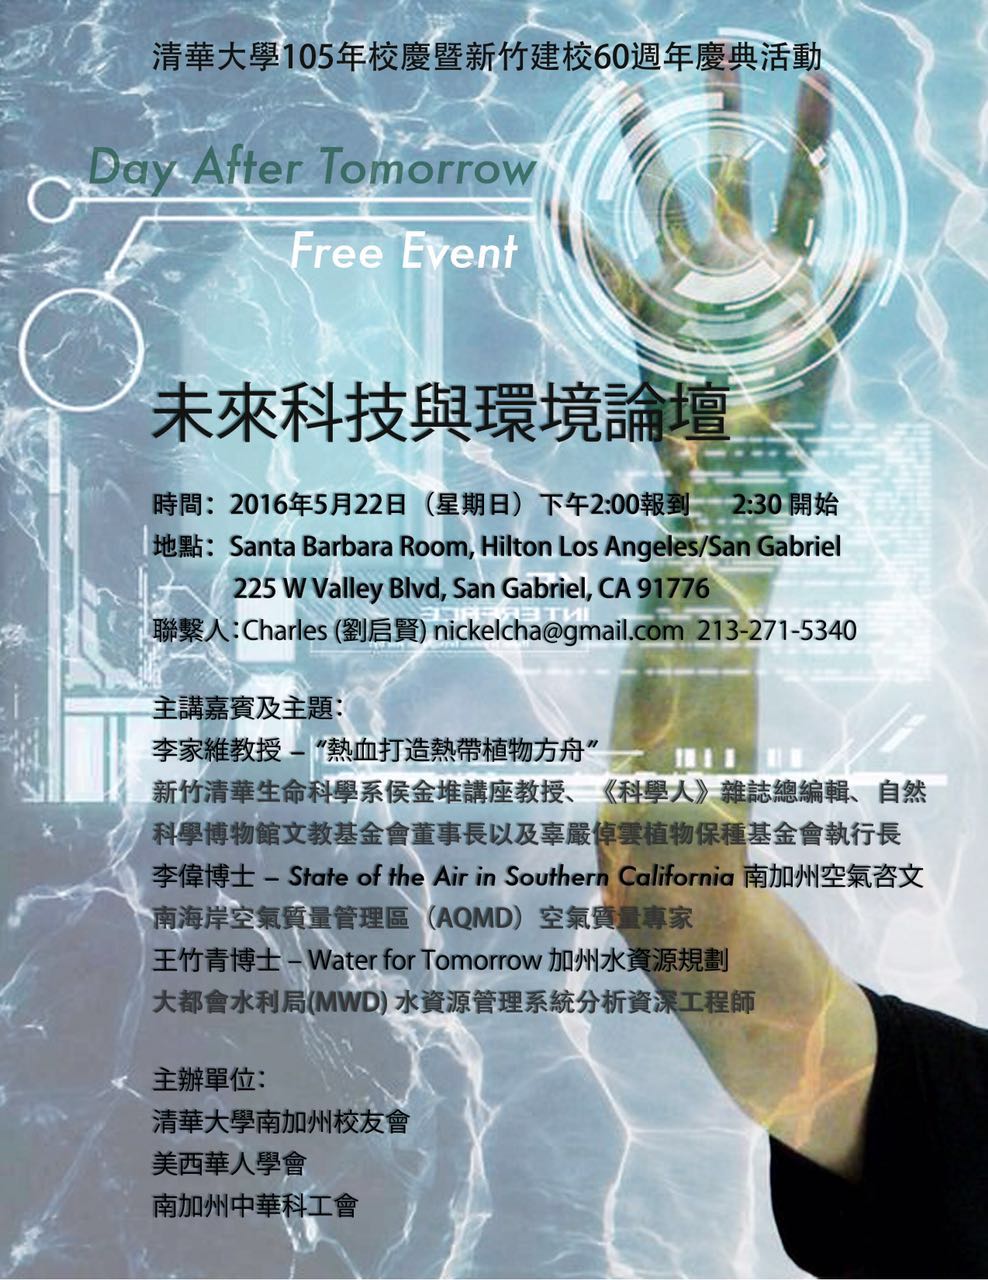 清華大學105年校慶暨新竹建校60週年慶典活動
Day After Tomorrow
Free Event
未來科技與環境論壇
時間：2016年5月22日（星期日）下午2:00報到 2:30 開始
地點：Santa Barbara Room, Hilton Los Angeles/San Gabriel
225 W Valley Blvd, San Gabriel, CA 91776
聯繫人：Charles (劉启賢) nickelcha@gmail.com 213-271-5340
主講嘉賓及主題：
李家維教授 – “熱血打造熱帶植物方舟”
新竹清華生命科學系侯金堆講座教授、《科學人》雜誌總編輯、自然
科學博物館文教基金會董事長以及辜嚴倬雲植物保種基金會執行長
李偉博士 – State of the Air in Southern California 南加州空氣咨文
南海岸空氣質量管理區（AQMD）空氣質量專家
王竹青博士 – Water for Tomorrow 加州水資源規劃
大都會水利局(MWD) 水資源管理系統分析資深工程師
主辦單位：
清華大學南加州校友會
美西華人學會
南加州中華科工會